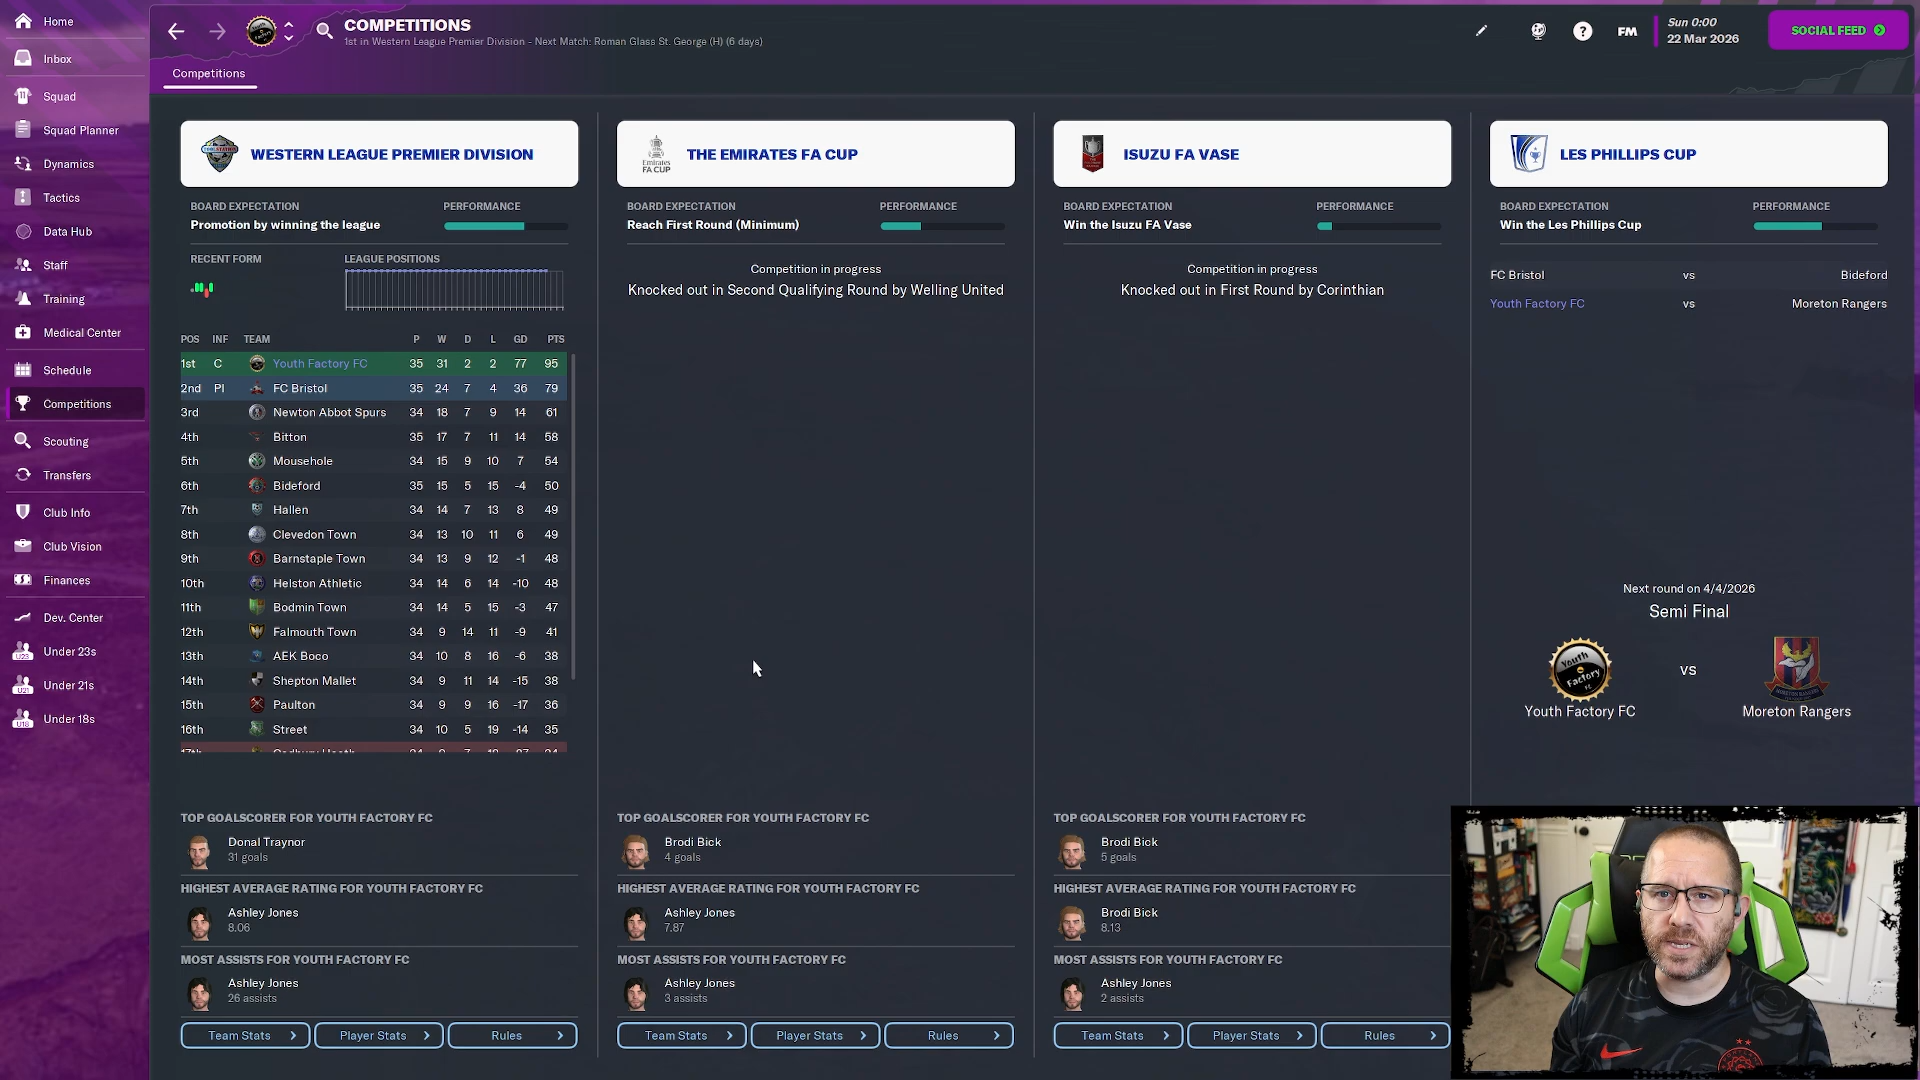 Home
Inbox
Squad
Squad Planner
Dynamics
Tactics
Data Hub
Staff
Training
Medical Center
Schedule
Competitions
Scouting
Transfers
Club Info
Club Vision
Finances
Dev. Center
Under 23s
Under 21s
Under 18s
COMPETITIONS
1st in Western League Premier Division - Next Match: Roman Glass St. George (H) (6 days)
FM
Sun 0:00
22 Mar 2026
SOCIAL FEED
Competitions
WESTERN LEAGUE PREMIER DIVISION
BOARD EXPECTATION PERFORMANCE
Promotion by winning the league
RECENT FORM LEAGUE POSITIONS
POS INF TEAM P W D L GD PTS
1st C Youth Factory FC 35 31 2 2 77 95
2nd Pl FC Bristol 35 24 7 4 36 79
3rd Newton Abbot Spurs 34 18 7 9 14 61
4th Bitton 35 17 7 11 14 58
5th Mousehole 34 15 9 10 7 54
6th Bideford 35 15 5 15 -4 50
7th Hallen 34 14 7 13 8 49
8th Clevedon Town 34 13 10 11 6 49
9th Barnstaple Town 34 13 9 12 -1 48
10th Helston Athletic 34 14 6 14 -10 48
11th Bodmin Town 34 14 5 15 -3 47
12th Falmouth Town 34 9 14 11 -9 41
13th AEK Boco 34 10 8 16 -6 38
14th Shepton Mallet 34 9 11 14 -15 38
15th Paulton 34 9 9 16 -17 36
16th Street 34 10 5 19 -14 35
TOP GOALSCORER FOR YOUTH FACTORY FC
Donal Traynor
31 goals
HIGHEST AVERAGE RATING FOR YOUTH FACTORY FC
Ashley Jones
8.06
MOST ASSISTS FOR YOUTH FACTORY FC
Ashley Jones
26 assists
Team Stats Player Stats Rules
Emirates
FA CUP
THE EMIRATES FA CUP
BOARD EXPECTATION PERFORMANCE
Reach First Round (Minimum)
Competition in progress
Knocked out in Second Qualifying Round by Welling United
TOP GOALSCORER FOR YOUTH FACTORY FC
Brodi Bick
4 goals
HIGHEST AVERAGE RATING FOR YOUTH FACTORY FC
Ashley Jones
7.87
MOST ASSISTS FOR YOUTH FACTORY FC
Ashley Jones
3 assists
Team Stats Player Stats Rules
ISUZU FA VASE
BOARD EXPECTATION PERFORMANCE
Win the Isuzu FA Vase
Competition in progress
Knocked out in First Round by Corinthian
TOP GOALSCORER FOR YOUTH FACTORY FC
Brodi Bick
5 goals
HIGHEST AVERAGE RATING FOR YOUTH FACTORY FC
Brodi Bick
8.13
MOST ASSISTS FOR YOUTH FACTORY FC
Ashley Jones
2 assists
Team Stats Player Stats Rules
LES PHILLIPS CUP
BOARD EXPECTATION PERFORMANCE
Win the Les Phillips Cup
FC Bristol vs Bideford
Youth Factory FC vs Moreton Rangers
Next round on 4/4/2026
Semi Final
Youth
Factory
FC
VS
Youth Factory FC
Moreton Rangers